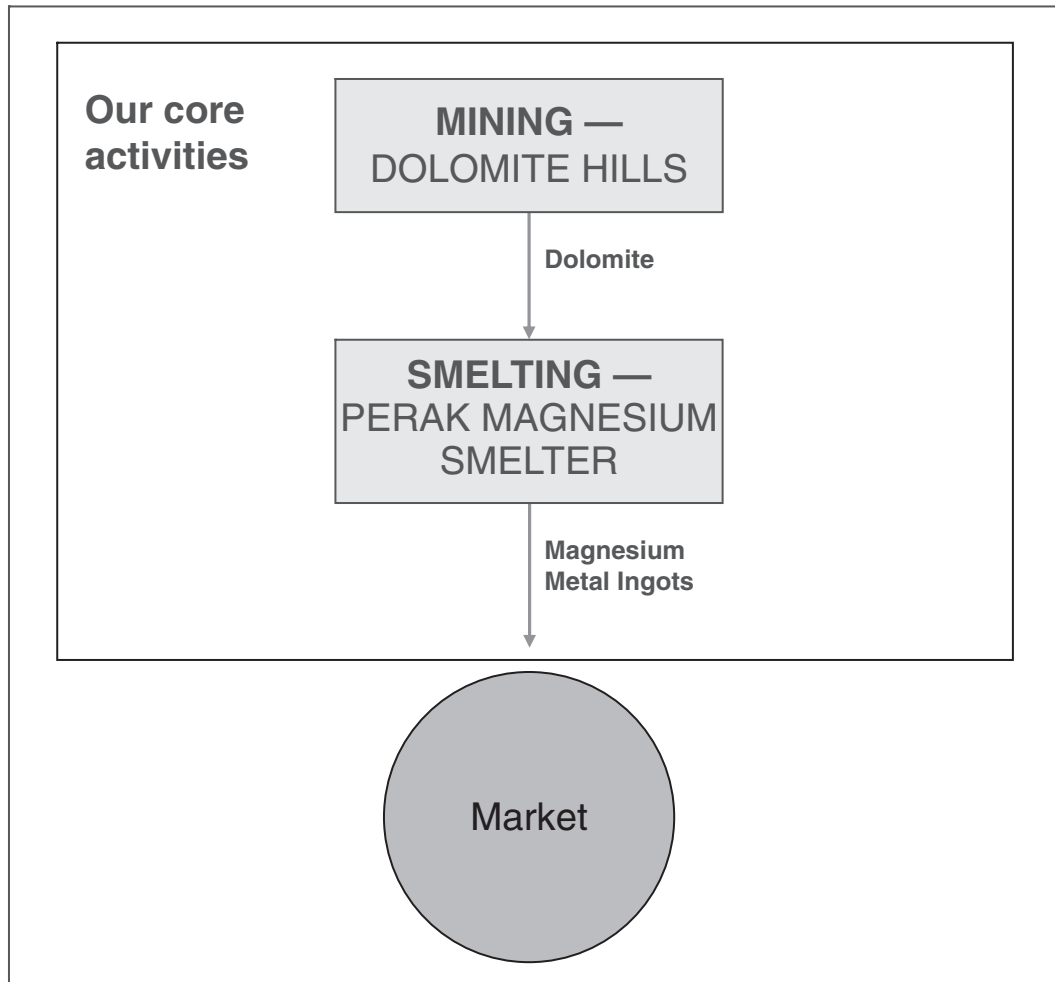 Our core
activities
MINING —
DOLOMITE HILLS
Dolomite
SMELTING —
PERAK MAGNESIUM
SMELTER
Magnesium
Metal Ingots
Market